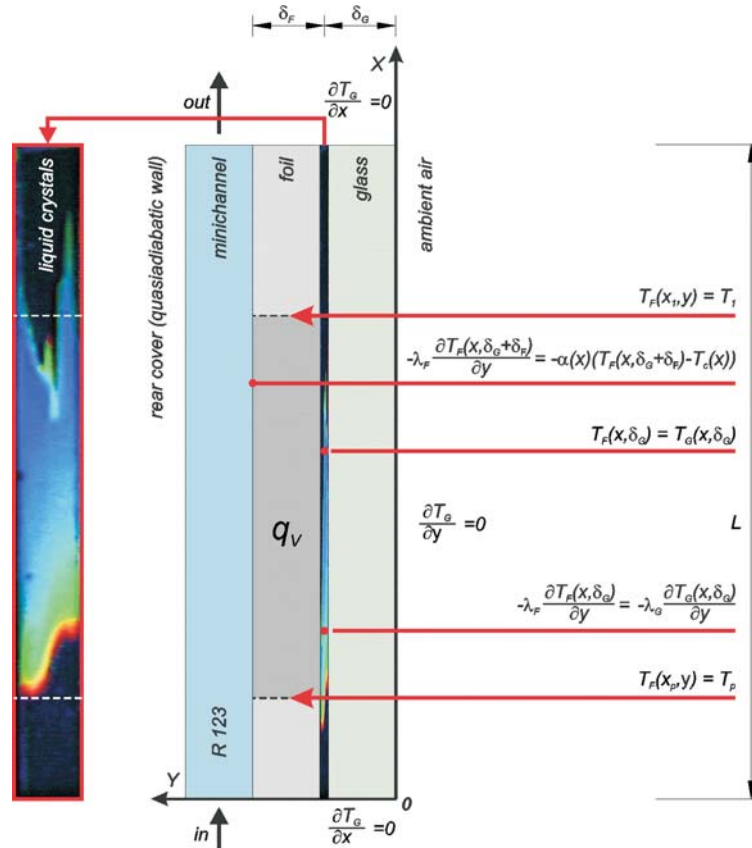 δ_F
δ_G
X
out
∂T_G/∂x =0
liquid crystals
rear cover (quasiadiabatic wall)
minichannel
foil
glass
ambient air
T_F(x_1,y) = T_1
-λ_F ∂T_F(x,δ_G+δ_F)/∂y = -α(x)(T_F(x,δ_G+δ_F)-T_c(x))
T_F(x,δ_G) = T_G(x,δ_G)
q_V
∂T_G/∂y =0
L
-λ_F ∂T_F(x,δ_G)/∂y = -λ_G ∂T_G(x,δ_G)/∂y
T_F(x_p,y) = T_p
R 123
Y
0
in
∂T_G/∂x =0